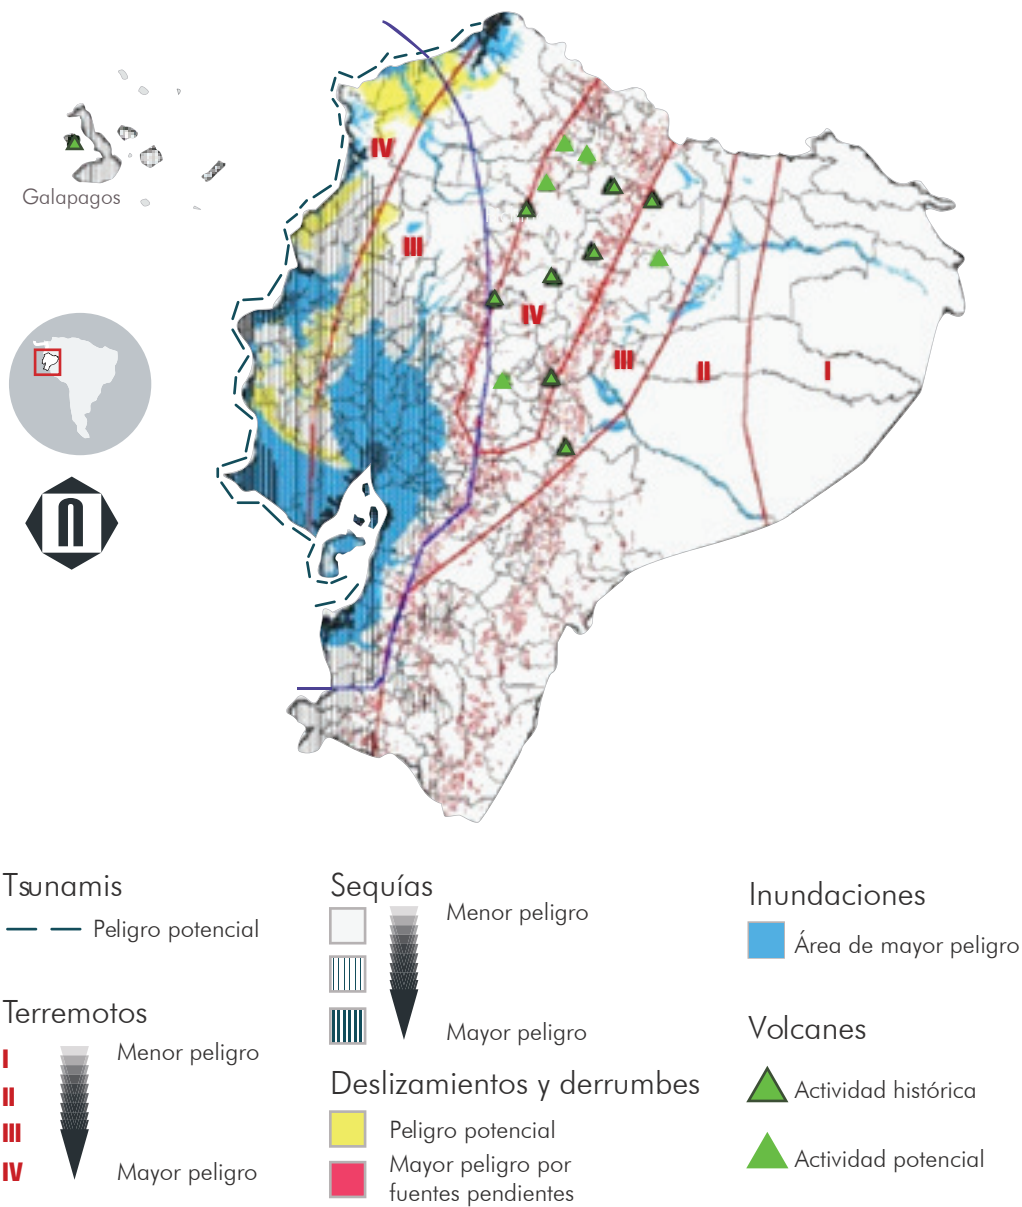 IV
Galapagos
III
IV
III
II
I
n
Tsunamis
Peligro potencial
Terremotos
I
II
III
IV
Menor peligro
Mayor peligro
Sequías
Menor peligro
Mayor peligro
Deslizamientos y derrumbes
Peligro potencial
Mayor peligro por
fuentes pendientes
Inundaciones
Área de mayor peligro
Volcanes
Actividad histórica
Actividad potencial